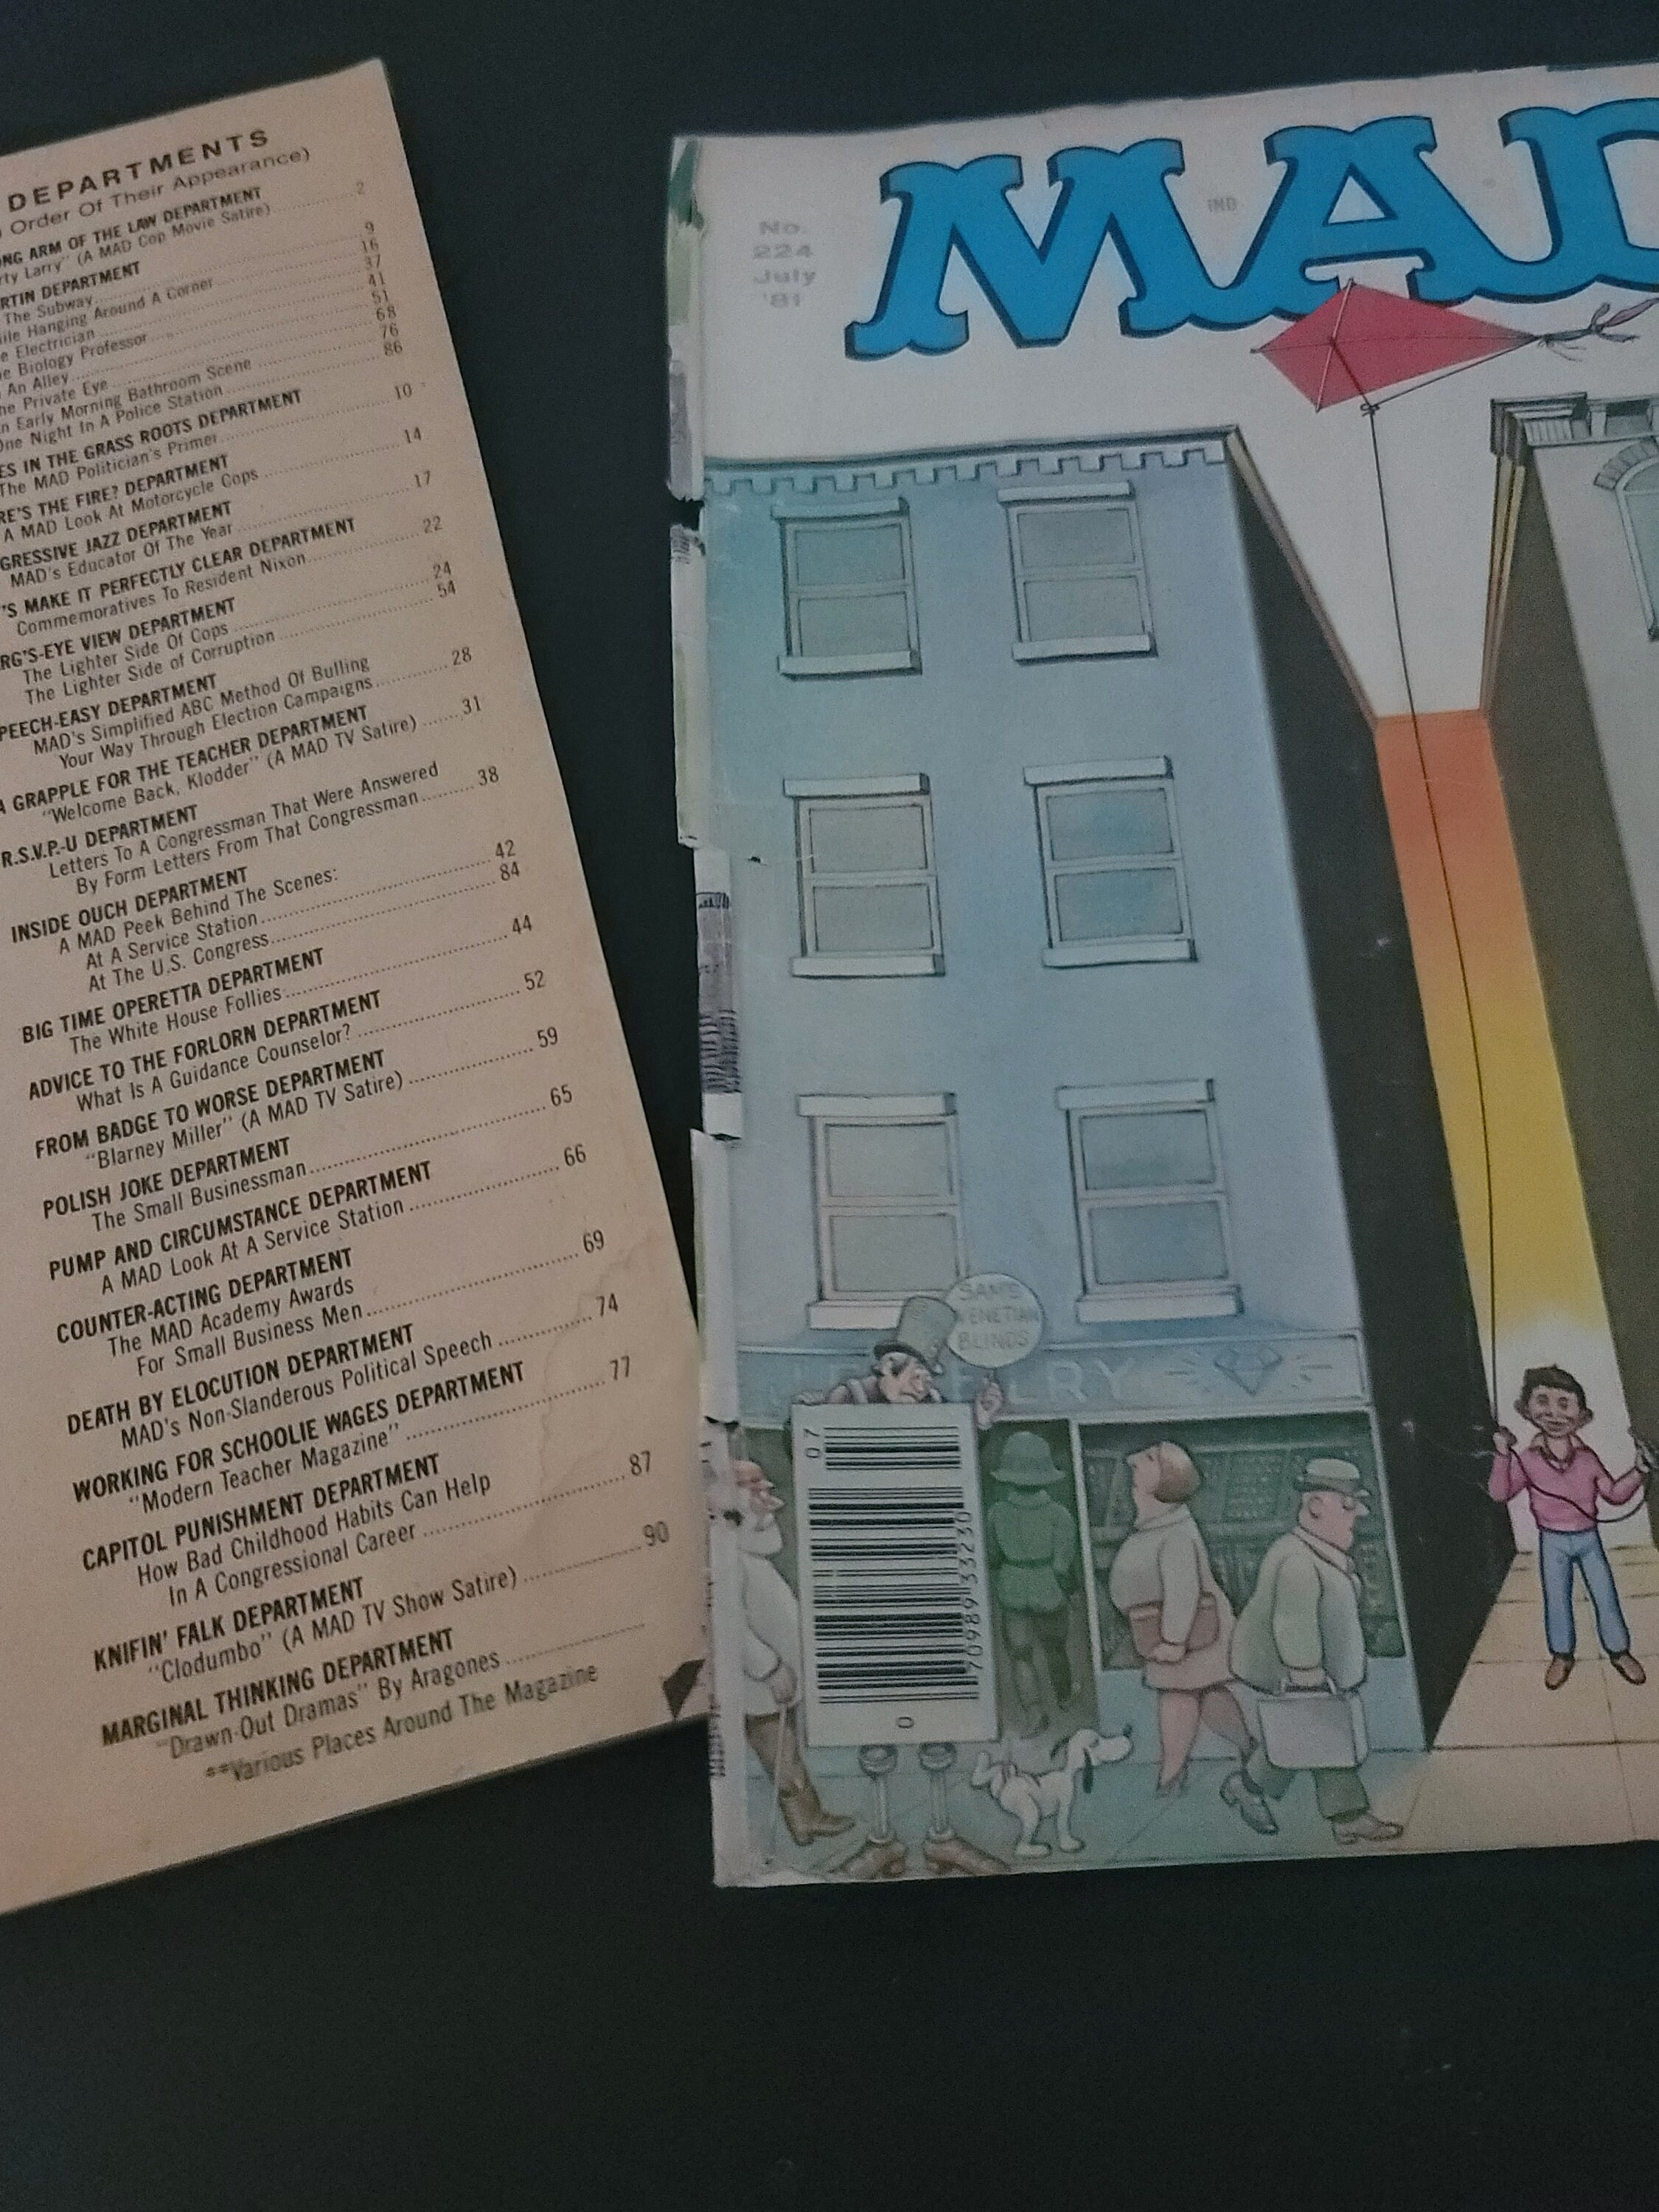 DEPARTMENTS
Order Of Their Appearance)
ARM OF THE LAW DEPARTMENT
Larry" (A MAD Cop Movie Satire) 2
DEPARTMENT
The Subway 9
Hanging Around A Corner 16
Electrician 37
Biology Professor 41
An Alley 51
Private Eye 68
Early Morning Bathroom Scene 76
One Night In A Police Station 86
IN THE GRASS ROOTS DEPARTMENT
The MAD Politician's Primer 10
THE FIRE? DEPARTMENT
A MAD Look At Motorcycle Cops 14
JAZZ DEPARTMENT
MAD's Educator Of The Year 17
MAKE IT PERFECTLY CLEAR DEPARTMENT
Commemoratives To Resident Nixon 22
VIEW DEPARTMENT
The Lighter Side Of Cops 24
The Lighter Side of Corruption 54
DEPARTMENT
MAD's Simplified ABC Method Of Bulling
Your Way Through Election Campaigns 28
A GRAPPLE FOR THE TEACHER DEPARTMENT
"Welcome Back, Klodder" (A MAD TV Satire) 31
R.S.V.P.-U DEPARTMENT
Letters To A Congressman That Were Answered
By Form Letters From That Congressman 38
INSIDE OUCH DEPARTMENT
A MAD Peek Behind The Scenes:
At A Service Station 42
At The U.S. Congress 84
BIG TIME OPERETTA DEPARTMENT
The White House Follies 44
ADVICE TO THE FORLORN DEPARTMENT
What Is A Guidance Counselor? 52
FROM BADGE TO WORSE DEPARTMENT
"Blarney Miller" (A MAD TV Satire) 59
POLISH JOKE DEPARTMENT
The Small Businessman 65
PUMP AND CIRCUMSTANCE DEPARTMENT
A MAD Look At A Service Station 66
COUNTER-ACTING DEPARTMENT
The MAD Academy Awards
For Small Business Men 69
DEATH BY ELOCUTION DEPARTMENT
MAD's Non-Slanderous Political Speech 74
WORKING FOR SCHOOLIE WAGES DEPARTMENT
"Modern Teacher Magazine" 77
CAPITOL PUNISHMENT DEPARTMENT
How Bad Childhood Habits Can Help
In A Congressional Career 87
KNIFIN' FALK DEPARTMENT
"Clodumbo" (A MAD TV Show Satire) 90
MARGINAL THINKING DEPARTMENT
"Drawn-Out Dramas" By Aragones
**Various Places Around The Magazine
MAD
IND
No.
224
July
'81
SAM'S
VENETIAN
BLINDS
07
70989 33230
0